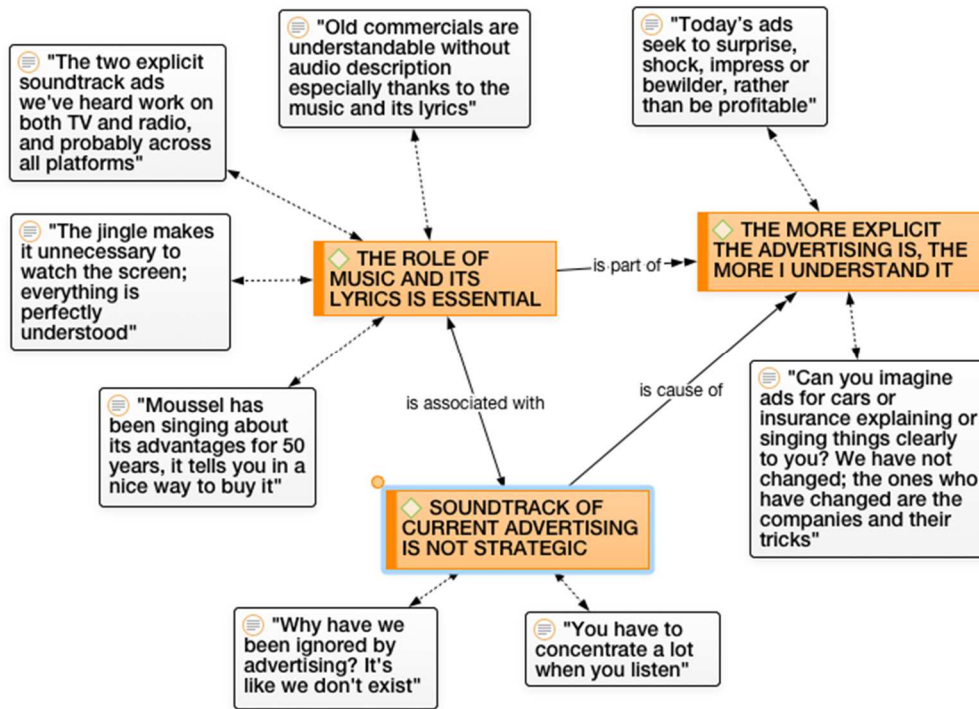 "The two explicit
soundtrack ads
we've heard work on
both TV and radio,
and probably across
all platforms"
"Old commercials are
understandable without
audio description
especially thanks to the
music and its lyrics"
"Today's ads
seek to surprise,
shock, impress or
bewilder, rather
than be profitable"
"The jingle makes
it unnecessary to
watch the screen;
everything is
perfectly
understood"
THE ROLE OF
MUSIC AND ITS
LYRICS IS ESSENTIAL
is part of
THE MORE EXPLICIT
THE ADVERTISING IS, THE
MORE I UNDERSTAND IT
"Moussel has
been singing about
its advantages for 50
years, it tells you in a
nice way to buy it"
is associated with
is cause of
"Can you imagine
ads for cars or
insurance explaining or
singing things clearly
to you? We have not
changed; the ones who
have changed are the
companies and their
tricks"
SOUNDTRACK OF
CURRENT ADVERTISING
IS NOT STRATEGIC
"Why have we
been ignored by
advertising? It's
like we don't exist"
"You have to
concentrate a lot
when you listen"